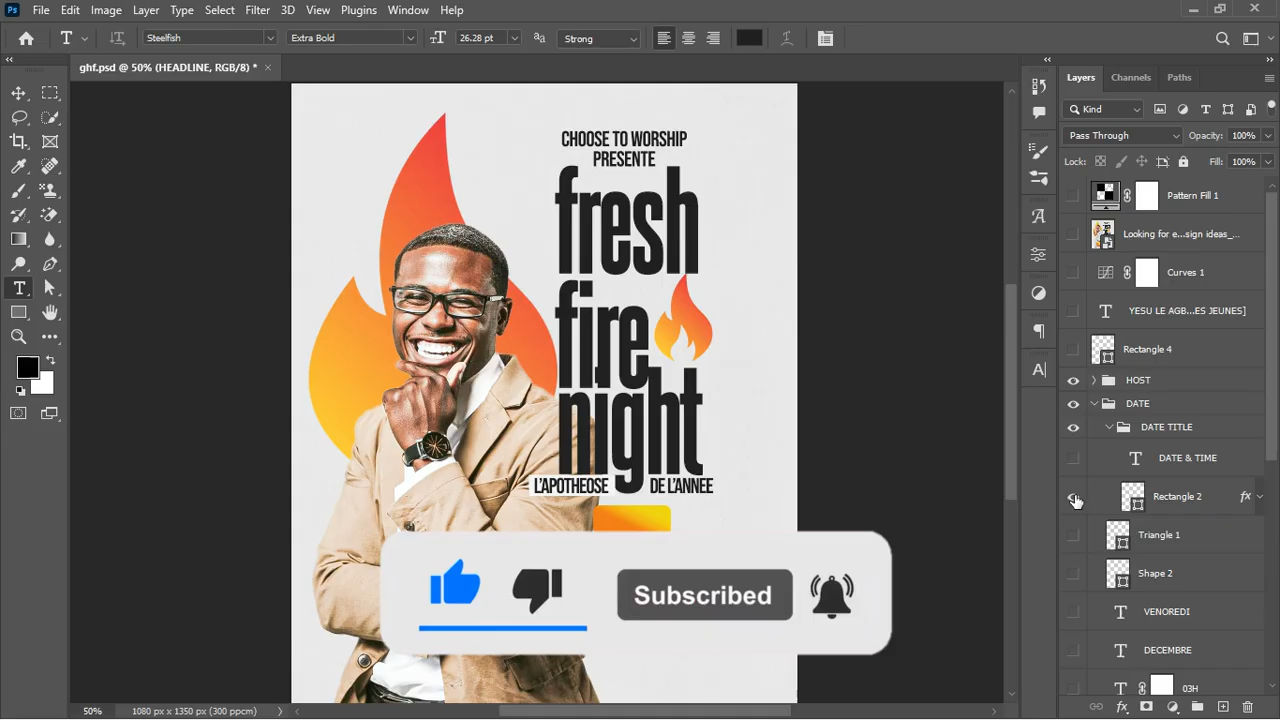 Ps File Edit Image Layer Type Select Filter 3D View Plugins Window Help
T Steelfish Extra Bold 26.28 pt aa Strong
ghf.psd @ 50% (HEADLINE, RGB/8) *
CHOOSE TO WORSHIP
PRESENTE
fresh
fire
night
L'APOTHEOSE DE L'ANNEE
Subscribed
50% 1080 px x 1350 px (300 ppcm)
Layers Channels Paths
Kind
Pass Through Opacity: 100%
Lock: Fill: 100%
Pattern Fill 1
Looking for e...sign ideas_...
Curves 1
YESU LE AGB...ES JEUNES]
Rectangle 4
HOST
DATE
DATE TITLE
DATE & TIME
Rectangle 2 fx
Triangle 1
Shape 2
VENOREDI
DECEMBRE
03H